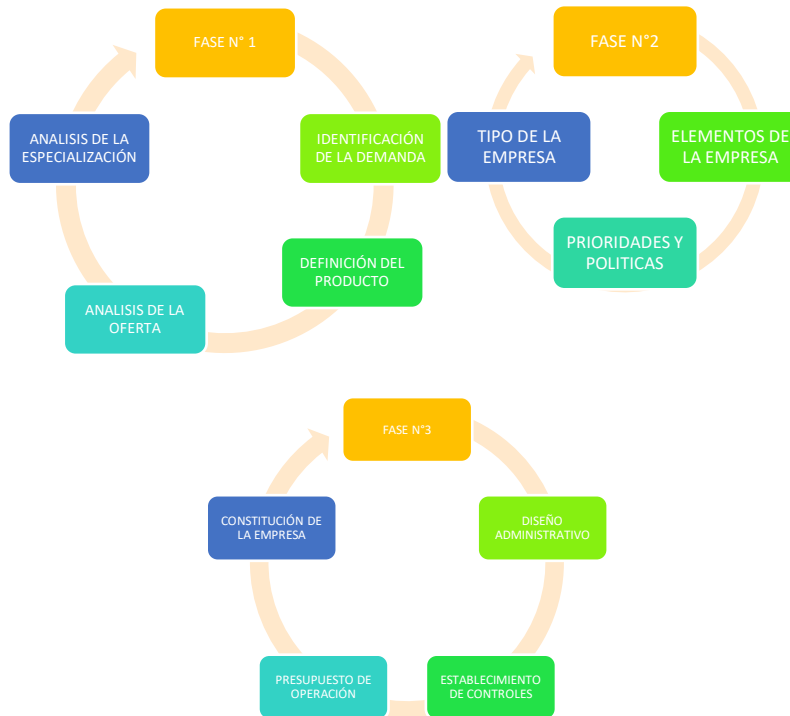 FASE N° 1
IDENTIFICACIÓN
DE LA DEMANDA
DEFINICIÓN DEL
PRODUCTO
ANALISIS DE LA
OFERTA
ANALISIS DE LA
ESPECIALIZACIÓN
FASE N°2
ELEMENTOS DE
LA EMPRESA
PRIORIDADES Y
POLITICAS
TIPO DE LA
EMPRESA
FASE N°3
DISEÑO
ADMINISTRATIVO
ESTABLECIMIENTO
DE CONTROLES
PRESUPUESTO DE
OPERACIÓN
CONSTITUCIÓN DE
LA EMPRESA